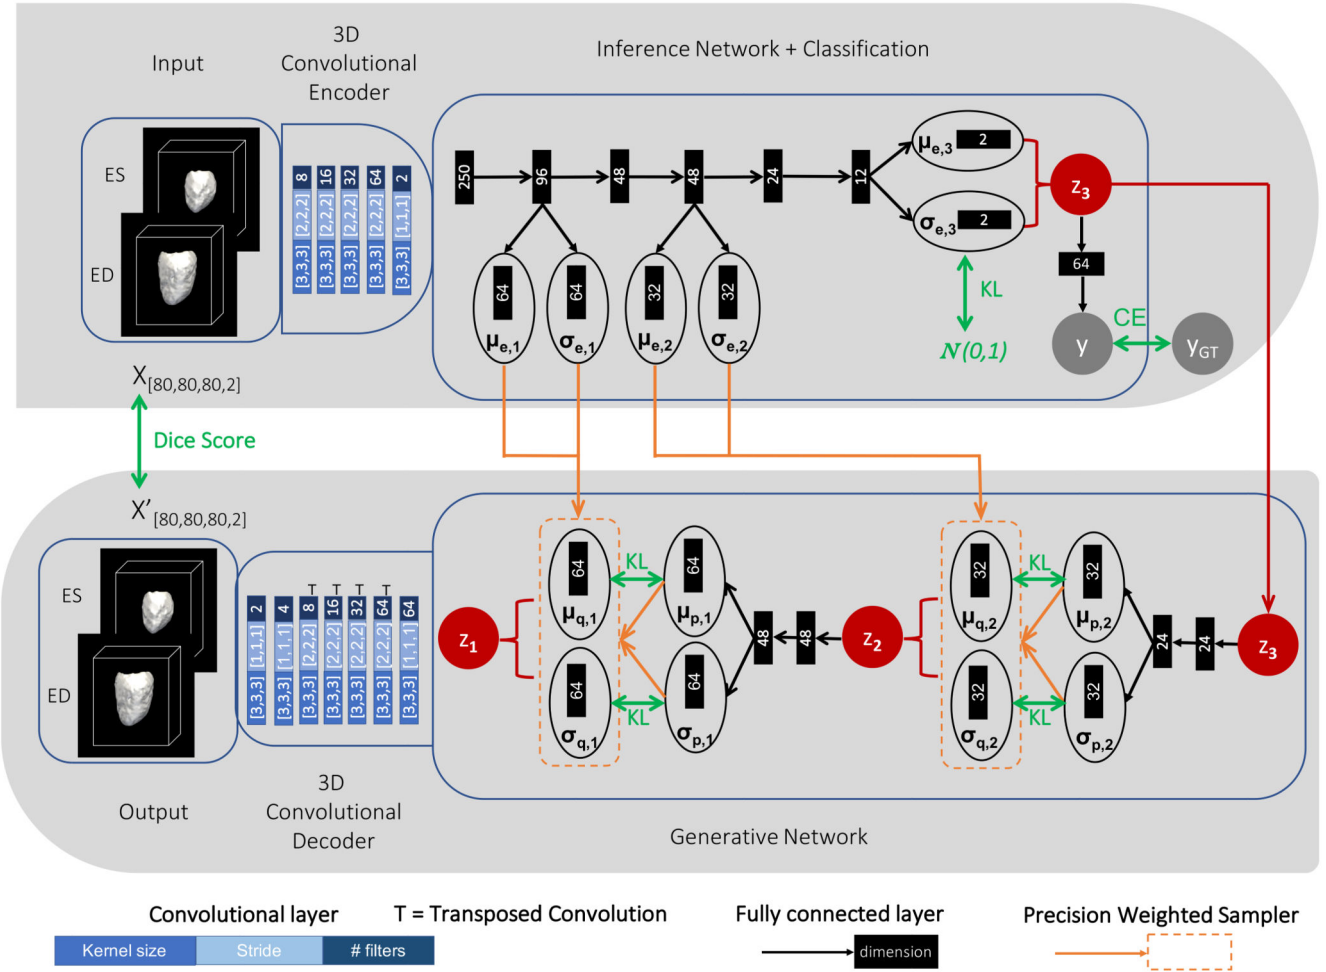 Input
3D
Convolutional
Encoder
Inference Network + Classification
ES
ED
8
16
32
64
2
[2,2,2]
[2,2,2]
[2,2,2]
[2,2,2]
[1,1,1]
[3,3,3]
[3,3,3]
[3,3,3]
[3,3,3]
[3,3,3]
250
96
48
48
24
12
μe,3
2
σe,3
2
z3
64
64
64
32
32
μe,1
σe,1
μe,2
σe,2
KL
N(0,1)
y
CE
yGT
X[80,80,80,2]
Dice Score
X'[80,80,80,2]
ES
ED
T
T
T
T
2
4
8
16
32
64
64
[1,1,1]
[1,1,1]
[2,2,2]
[2,2,2]
[2,2,2]
[2,2,2]
[1,1,1]
[3,3,3]
[3,3,3]
[3,3,3]
[3,3,3]
[3,3,3]
[3,3,3]
[3,3,3]
z1
64
μq,1
KL
64
μp,1
64
σq,1
KL
64
σp,1
48
48
z2
32
μq,2
KL
32
μp,2
32
σq,2
KL
32
σp,2
24
24
z3
Output
3D
Convolutional
Decoder
Generative Network
Convolutional layer
T = Transposed Convolution
Fully connected layer
Precision Weighted Sampler
Kernel size
Stride
# filters
dimension